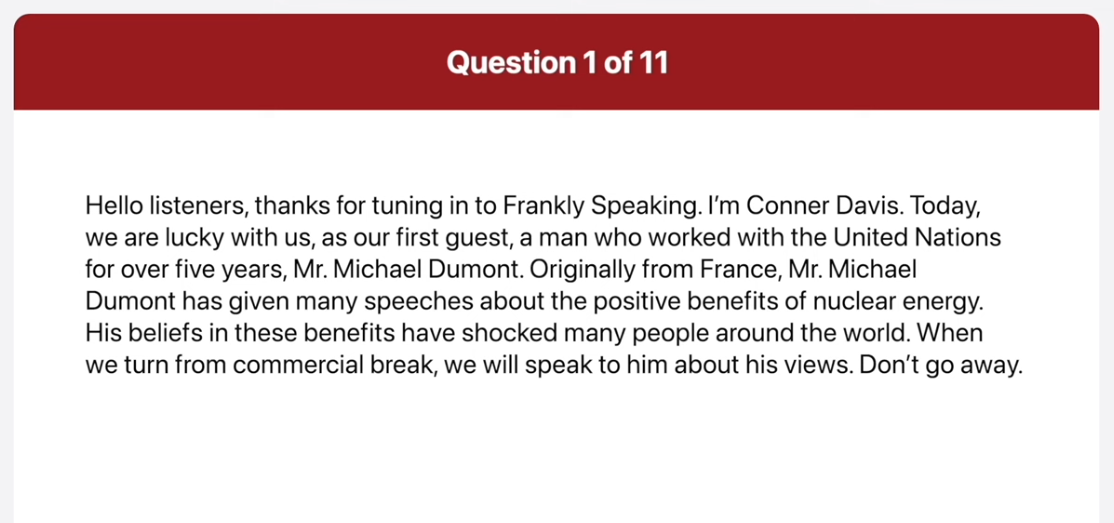 Question 1 of 11
Hello listeners, thanks for tuning in to Frankly Speaking. I’m Conner Davis. Today,
we are lucky with us, as our first guest, a man who worked with the United Nations
for over five years, Mr. Michael Dumont. Originally from France, Mr. Michael
Dumont has given many speeches about the positive benefits of nuclear energy.
His beliefs in these benefits have shocked many people around the world. When
we turn from commercial break, we will speak to him about his views. Don’t go away.